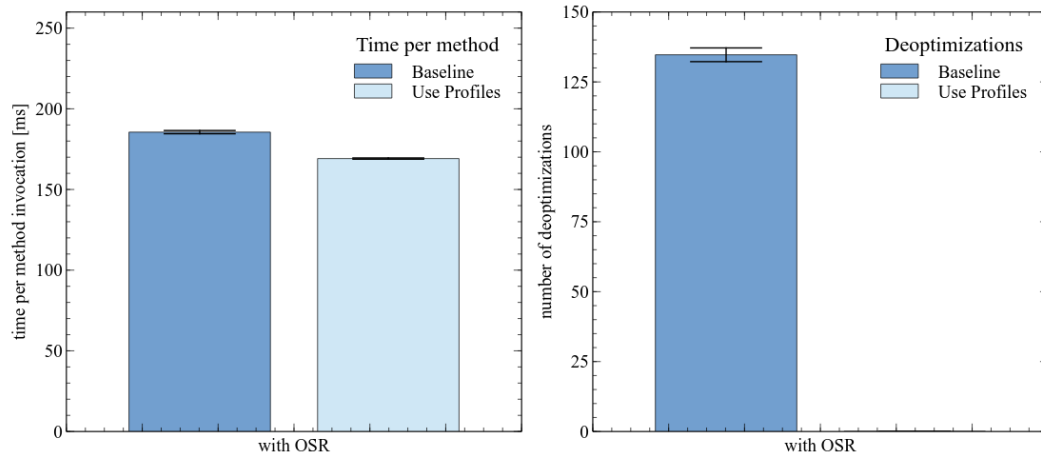 250
200
150
100
50
0
time per method invocation [ms]
Time per method
Baseline
Use Profiles
with OSR
150
125
100
75
50
25
0
number of deoptimizations
Deoptimizations
Baseline
Use Profiles
with OSR